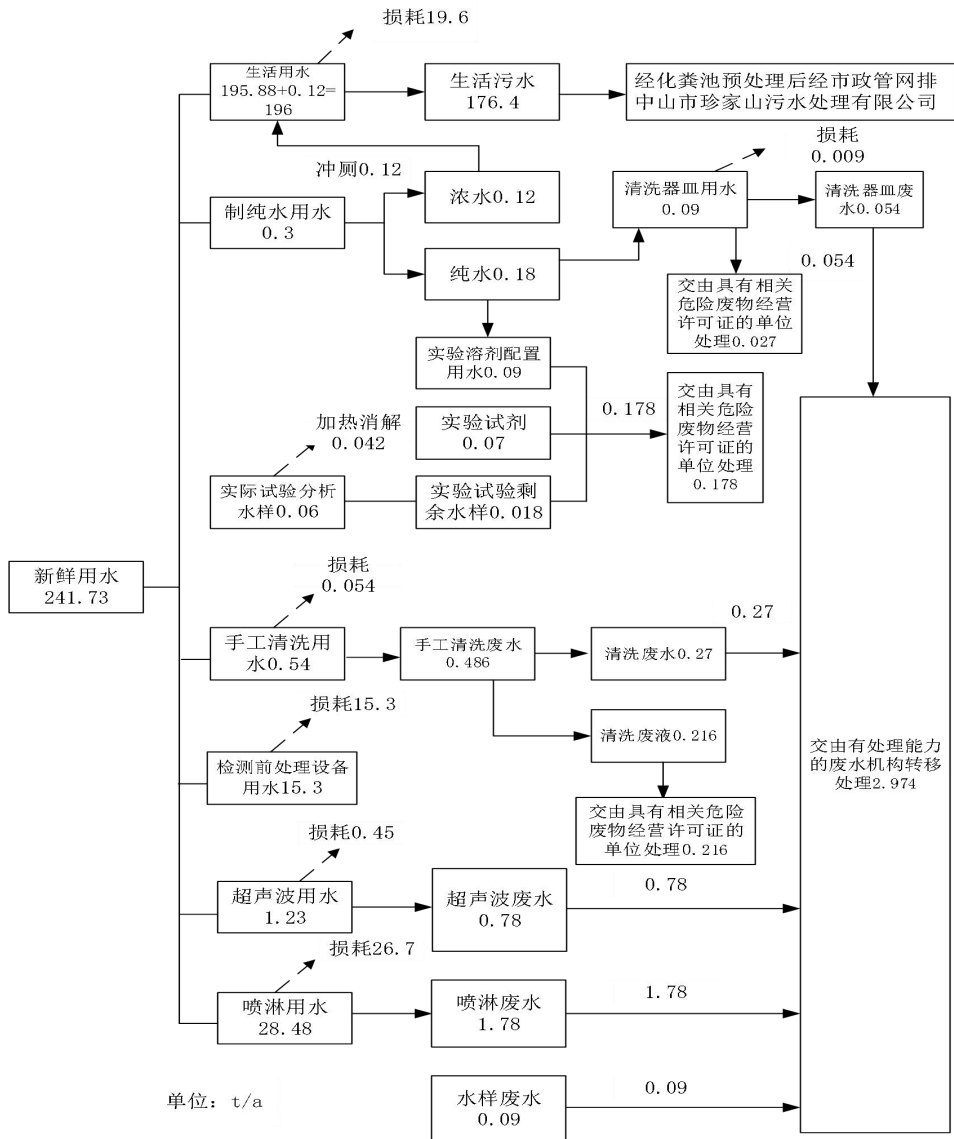 损耗19.6
生活用水
195.88+0.12=
196
生活污水
176.4
经化粪池预处理后经市政管网排
中山市珍家山污水处理有限公司
冲厕0.12
浓水0.12
损耗
0.009
清洗器皿用水
0.09
清洗器皿废
水0.054
制纯水用水
0.3
纯水0.18
0.054
交由具有相关
危险废物经营
许可证的单位
处理0.027
实验溶剂配置
用水0.09
加热消解
0.042
实验试剂
0.07
0.178
交由具有
相关危险
废物经营
许可证的
单位处理
0.178
实际试验分析
水样0.06
实验试验剩
余水样0.018
新鲜用水
241.73
损耗
0.054
手工清洗用
水0.54
手工清洗废水
0.486
清洗废水0.27
0.27
损耗15.3
检测前处理设备
用水15.3
清洗废液0.216
交由具有相关危险
废物经营许可证的
单位处理0.216
交由有处理能力
的废水机构转移
处理2.974
损耗0.45
超声波用水
1.23
超声波废水
0.78
0.78
损耗26.7
喷淋用水
28.48
喷淋废水
1.78
1.78
单位：t/a
水样废水
0.09
0.09